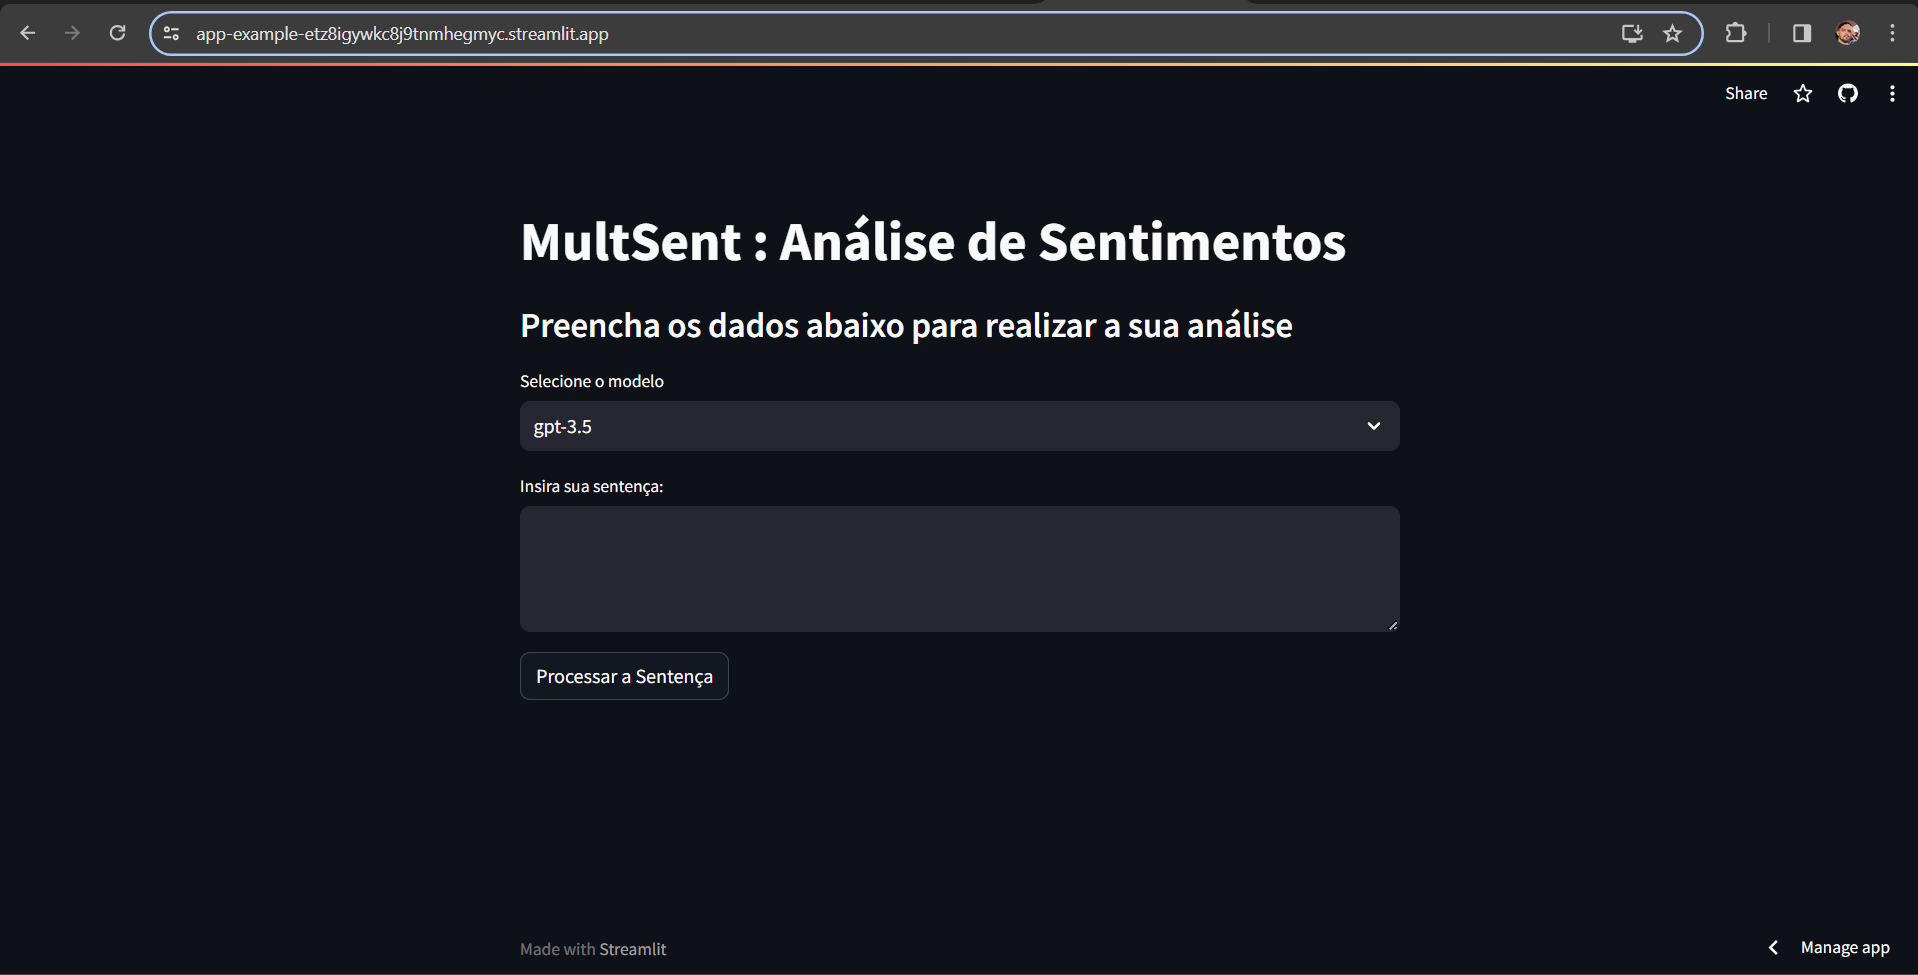 app-example-etz8igywkc8j9tnmhegmyc.streamlit.app
Share
MultSent : Análise de Sentimentos
Preencha os dados abaixo para realizar a sua análise
Selecione o modelo
gpt-3.5
Insira sua sentença:
Processar a Sentença
Made with Streamlit
Manage app